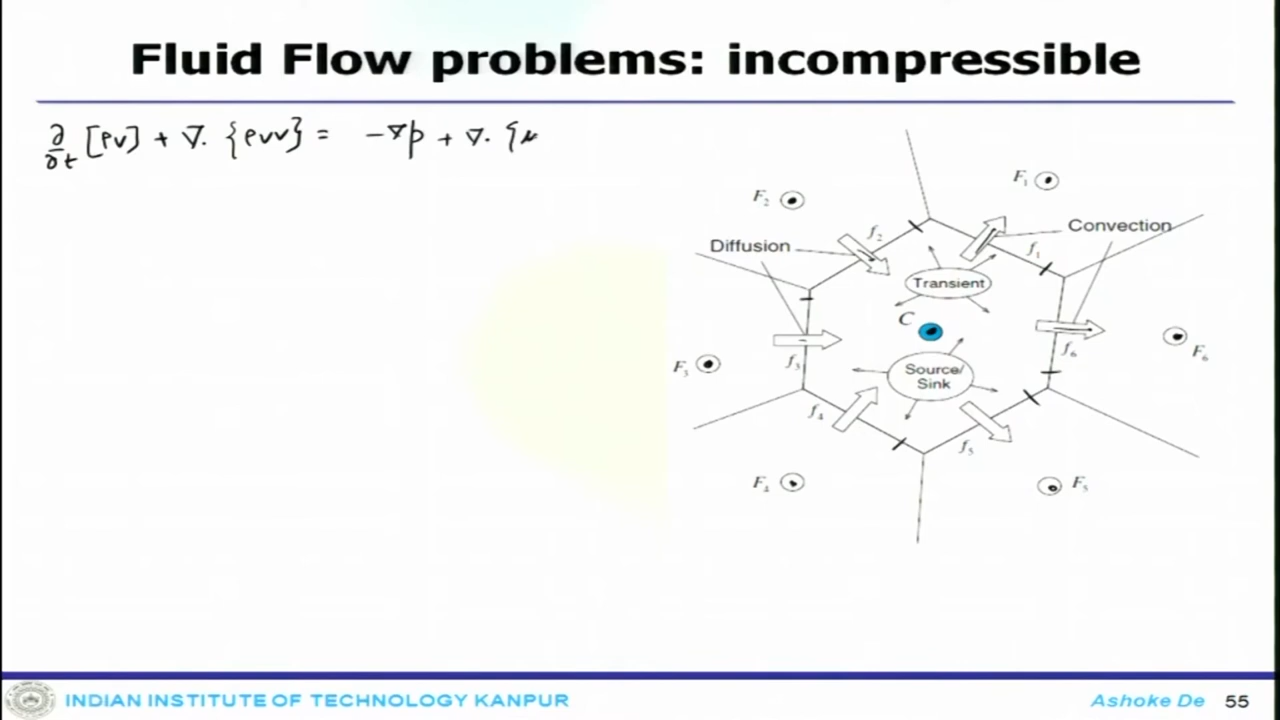 Fluid Flow problems: incompressible
∂/∂t [ρv] + ∇. {ρvv} = -∇p + ∇. {μ
F₁
F₂
Convection
f₂
Diffusion
f₁
Transient
C
f₆
F₃
f₃
F₆
Source/
Sink
f₄
f₅
F₄
F₅
INDIAN INSTITUTE OF TECHNOLOGY KANPUR
Ashoke De 55